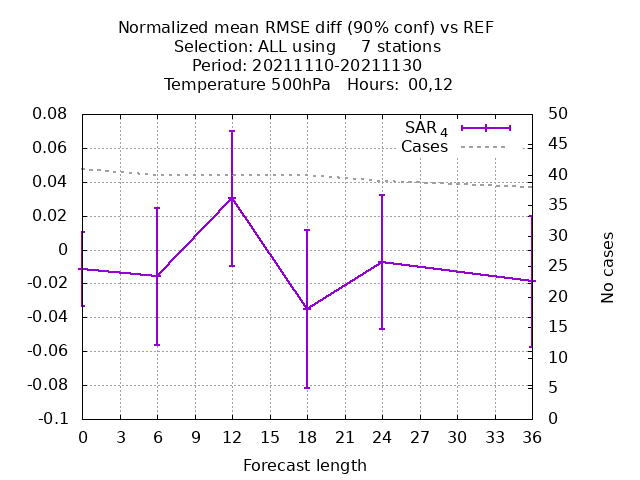 Normalized mean RMSE diff (90% conf) vs REF
Selection: ALL using     7 stations
Period: 20211110-20211130
Temperature 500hPa   Hours:  00,12
SAR 4
Cases
0.08
0.06
0.04
0.02
0
-0.02
-0.04
-0.06
-0.08
-0.1
50
45
40
35
30
25
20
15
10
5
0
No cases
0 3 6 9 12 15 18 21 24 27 30 33 36
Forecast length